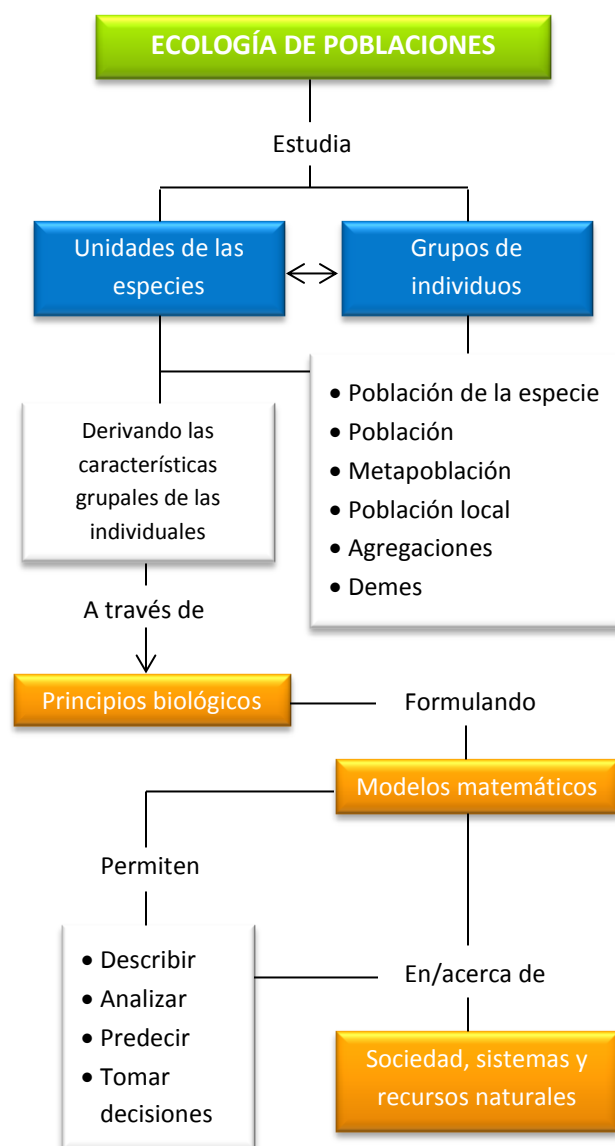 ECOLOGÍA DE POBLACIONES
Estudia
Unidades de las
especies
Grupos de
individuos
Derivando las
características
grupales de las
individuales
• Población de la especie
• Población
• Metapoblación
• Población local
• Agregaciones
• Demes
A través de
Principios biológicos
Formulando
Modelos matemáticos
Permiten
• Describir
• Analizar
• Predecir
• Tomar
decisiones
En/acerca de
Sociedad, sistemas y
recursos naturales